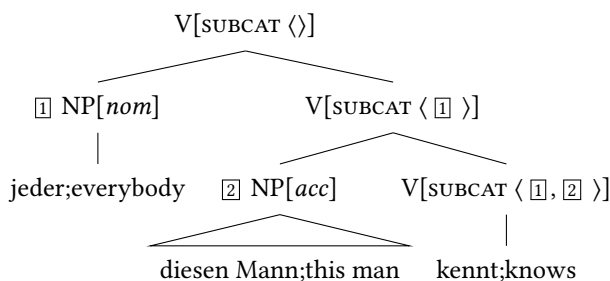 V[SUBCAT ⟨⟩]
1 NP[nom] V[SUBCAT ⟨ 1 ⟩]
jeder;everybody 2 NP[acc] V[SUBCAT ⟨ 1 , 2 ⟩]
diesen Mann;this man kennt;knows